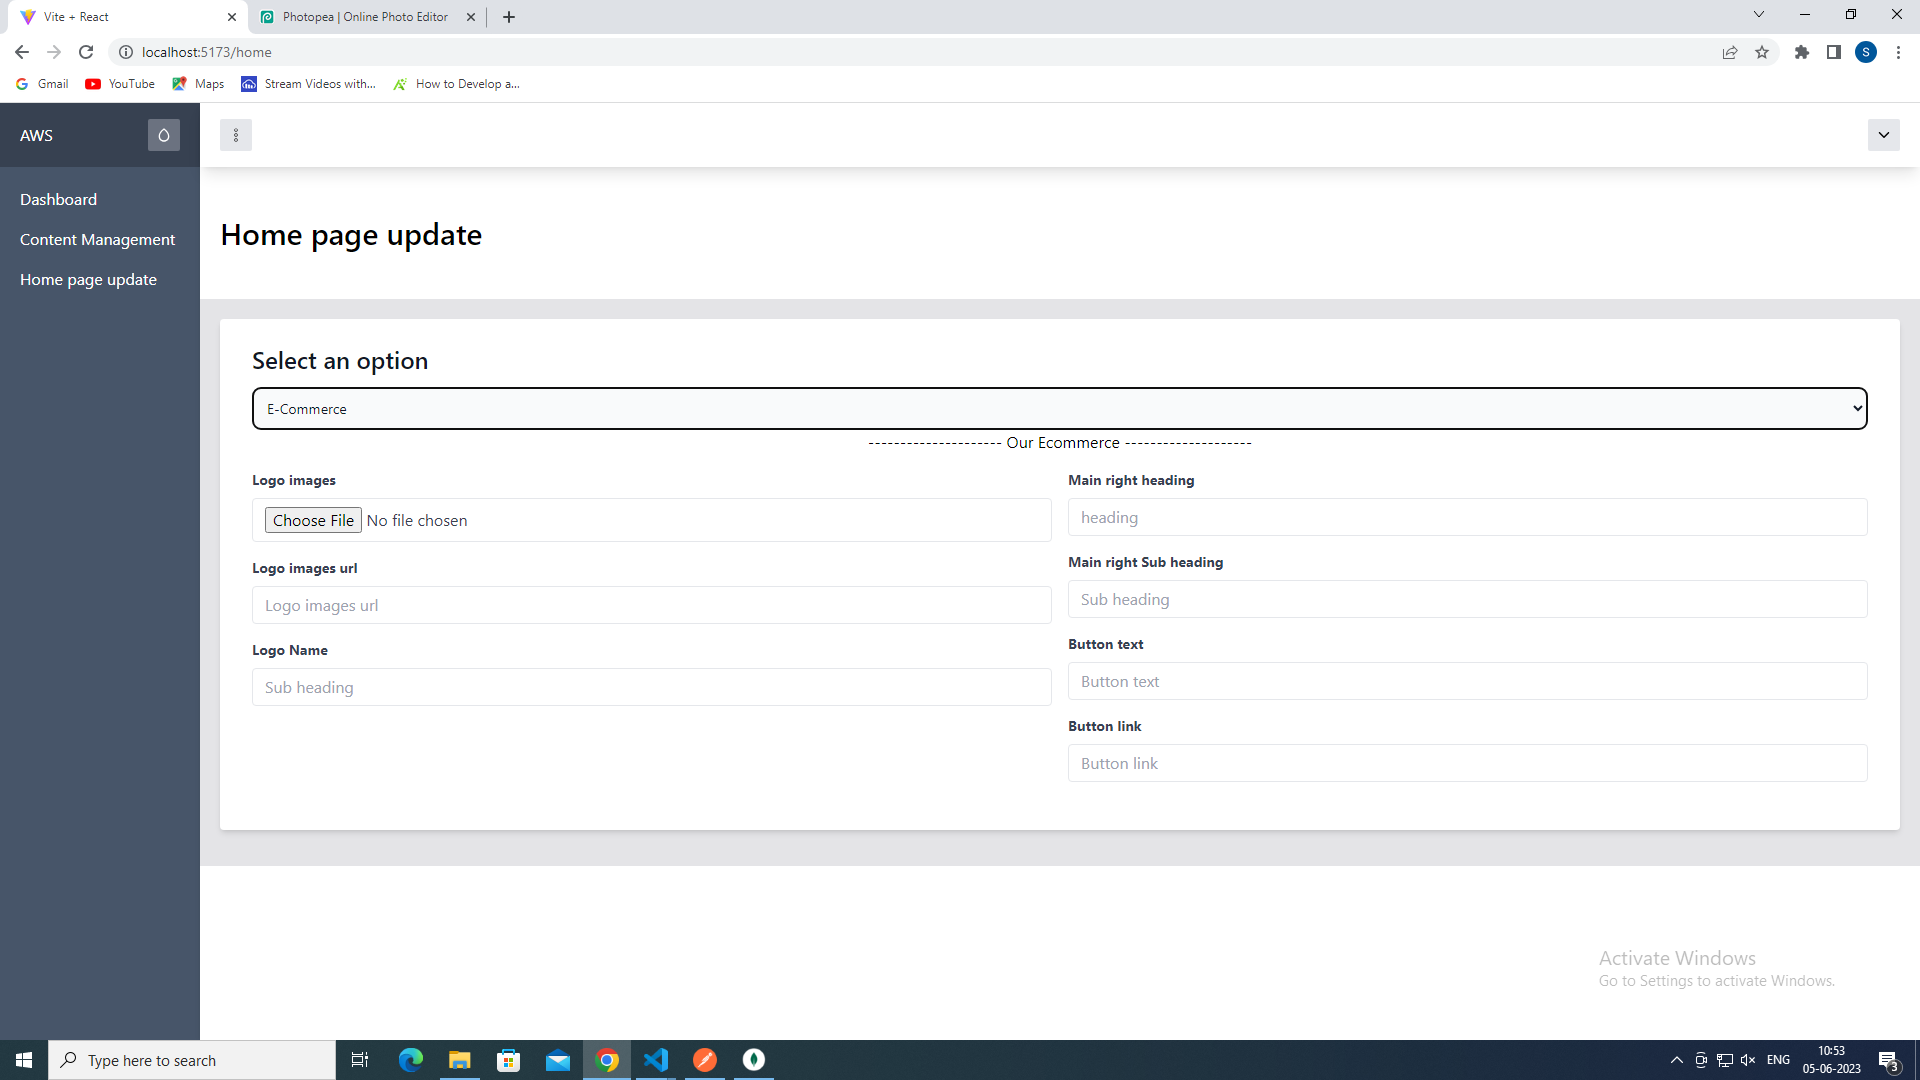 Vite + React
Photopea | Online Photo Editor
localhost:5173/home
S
Gmail
YouTube
Maps
Stream Videos with...
How to Develop a...
AWS
Dashboard
Content Management
Home page update
Home page update
Select an option
E-Commerce
--------------------- Our Ecommerce --------------------
Logo images
Choose File No file chosen
Logo images url
Logo images url
Logo Name
Sub heading
Main right heading
heading
Main right Sub heading
Sub heading
Button text
Button text
Button link
Button link
Activate Windows
Go to Settings to activate Windows.
Type here to search
ENG
10:53
05-06-2023
3